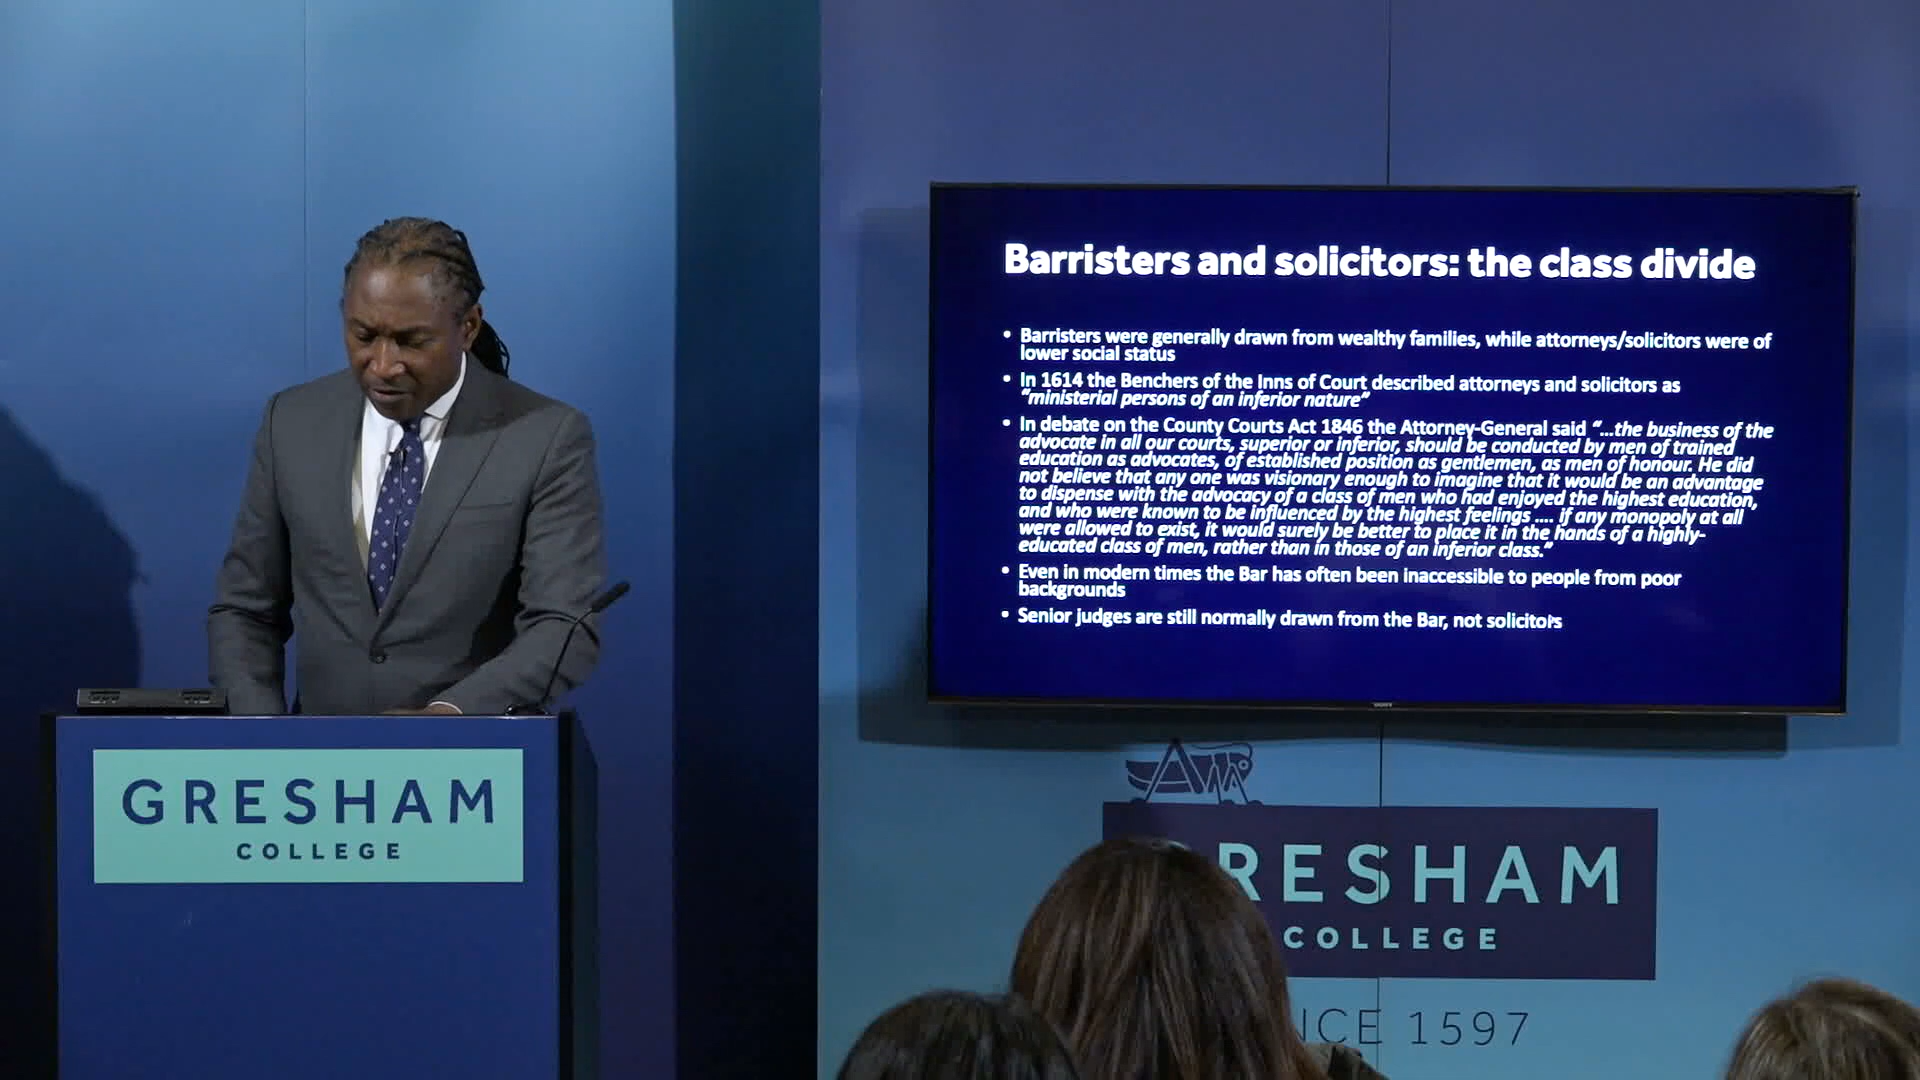 Barristers and solicitors: the class divide
• Barristers were generally drawn from wealthy families, while attorneys/solicitors were of
lower social status
• In 1614 the Benchers of the Inns of Court described attorneys and solicitors as
"ministerial persons of an inferior nature"
• In debate on the County Courts Act 1846 the Attorney-General said "...the business of the
advocate in all our courts, superior or inferior, should be conducted by men of trained
education as advocates, of established position as gentlemen, as men of honour. He did
not believe that any one was visionary enough to imagine that it would be an advantage
to dispense with the advocacy of a class of men who had enjoyed the highest education,
and who were known to be influenced by the highest feelings .... if any monopoly at all
were allowed to exist, it would surely be better to place it in the hands of a highly-
educated class of men, rather than in those of an inferior class."
• Even in modern times the Bar has often been inaccessible to people from poor
backgrounds
• Senior judges are still normally drawn from the Bar, not solicitors
SONY
GRESHAM
COLLEGE
RESHAM
COLLEGE
NCE 1597